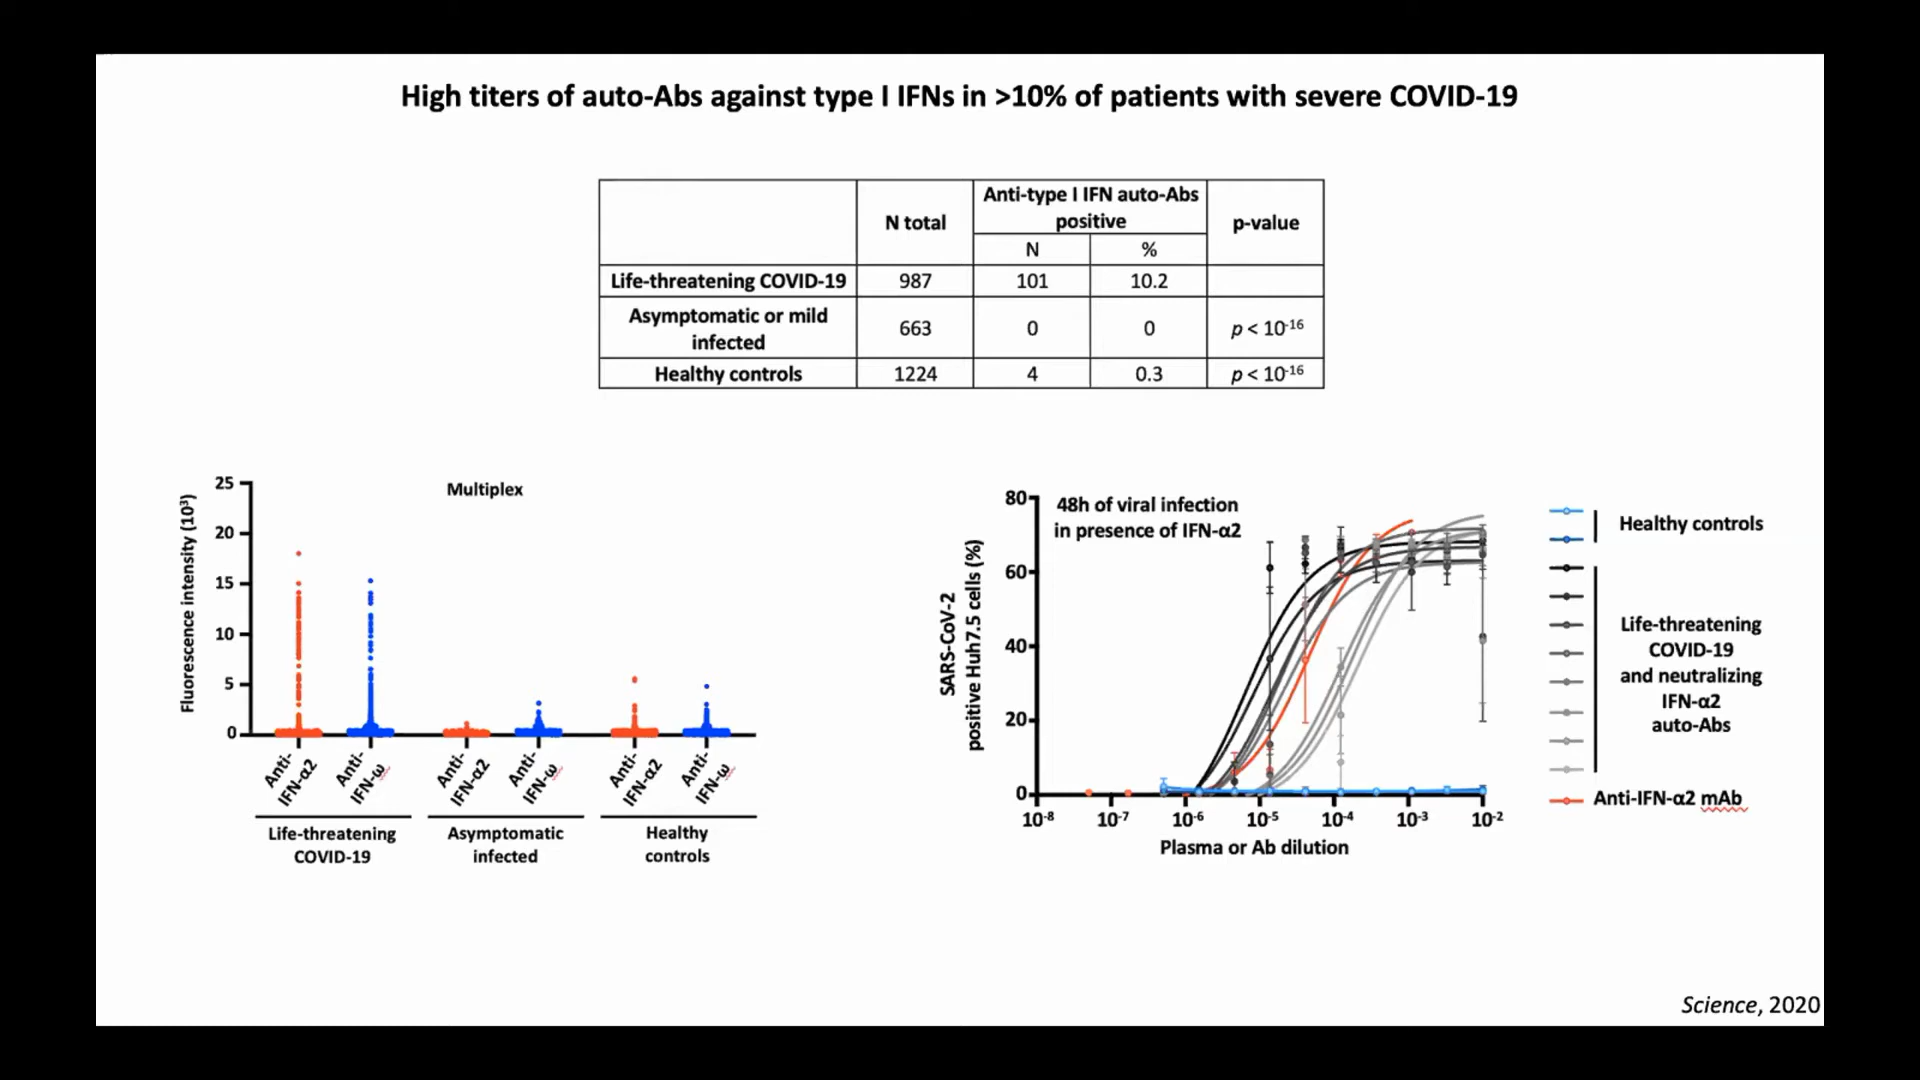 High titers of auto-Abs against type I IFNs in >10% of patients with severe COVID-19
N total
Anti-type I IFN auto-Abs
positive
p-value
N
%
Life-threatening COVID-19 987 101 10.2
Asymptomatic or mild
infected
663 0 0 p < 10⁻¹⁶
Healthy controls 1224 4 0.3 p < 10⁻¹⁶
Multiplex
Fluorescence intensity (10³)
25
20
15
10
5
0
Anti-
IFN-α2
Anti-
IFN-ω
Anti-
IFN-α2
Anti-
IFN-ω
Anti-
IFN-α2
Anti-
IFN-ω
Life-threatening
COVID-19
Asymptomatic
infected
Healthy
controls
48h of viral infection
in presence of IFN-α2
SARS-CoV-2
positive Huh7.5 cells (%)
80
60
40
20
0
10⁻⁸ 10⁻⁷ 10⁻⁶ 10⁻⁵ 10⁻⁴ 10⁻³ 10⁻²
Plasma or Ab dilution
Healthy controls
Life-threatening
COVID-19
and neutralizing
IFN-α2
auto-Abs
Anti-IFN-α2 mAb
Science, 2020